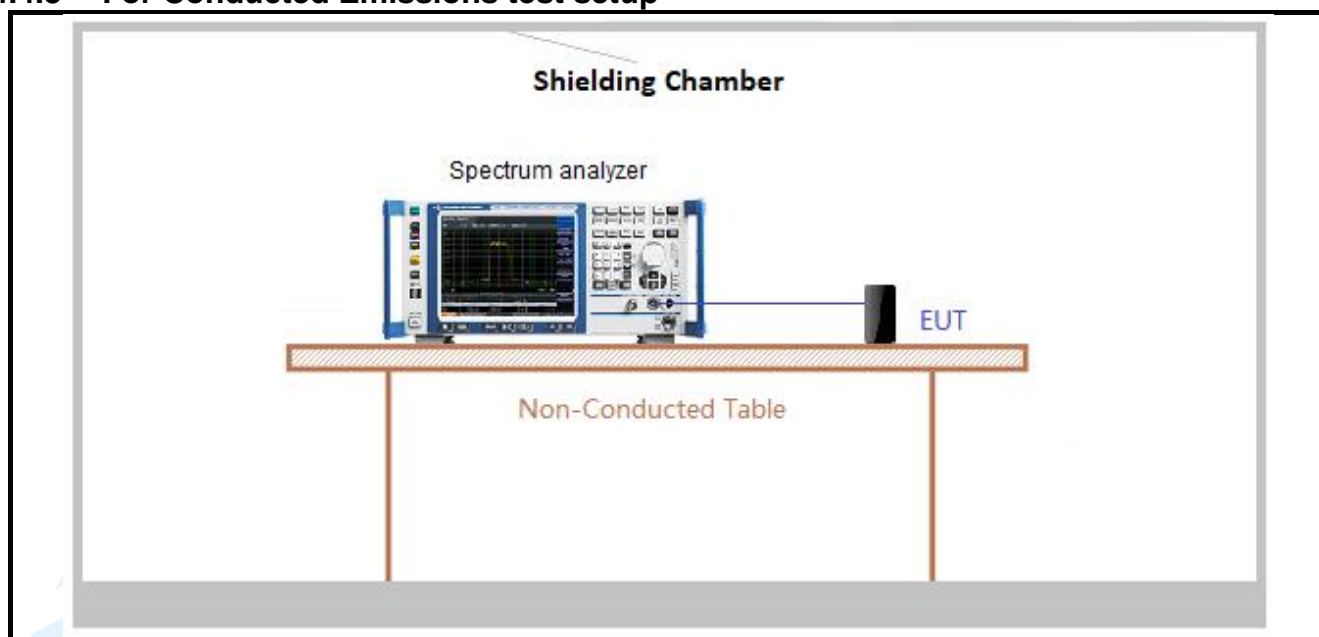 For Conducted Emissions test setup
Shielding Chamber
Spectrum analyzer
EUT
Non-Conducted Table